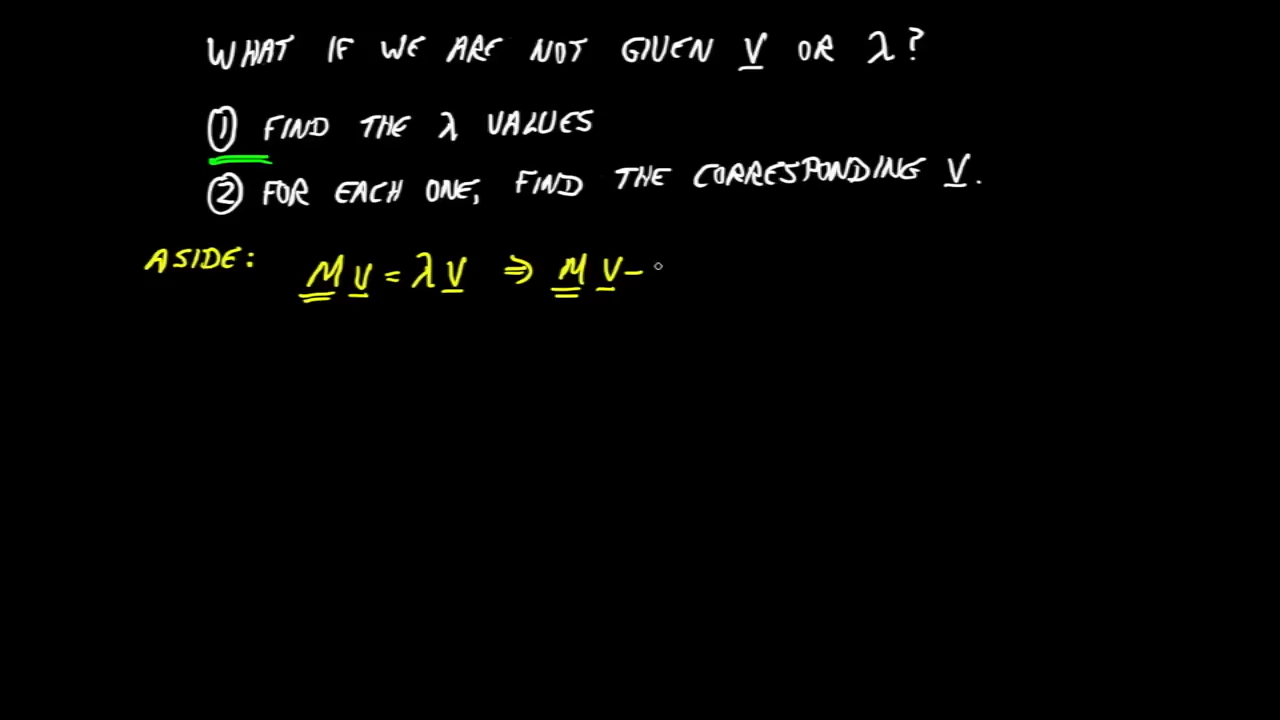 WHAT IF WE ARE NOT GIVEN V OR λ?
① FIND THE λ VALUES
② FOR EACH ONE, FIND THE CORRESPONDING V.
ASIDE: M V = λ V ⇒ M V −